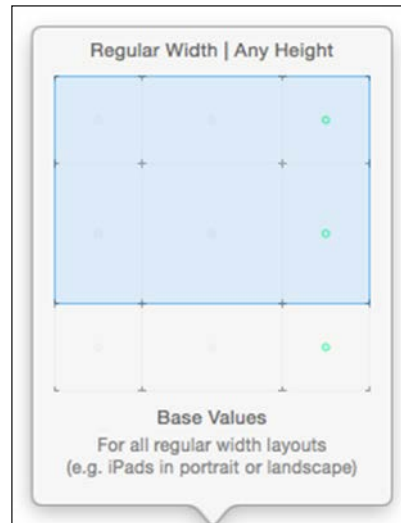 Regular Width | Any Height
Base Values
For all regular width layouts
(e.g. iPads in portrait or landscape)